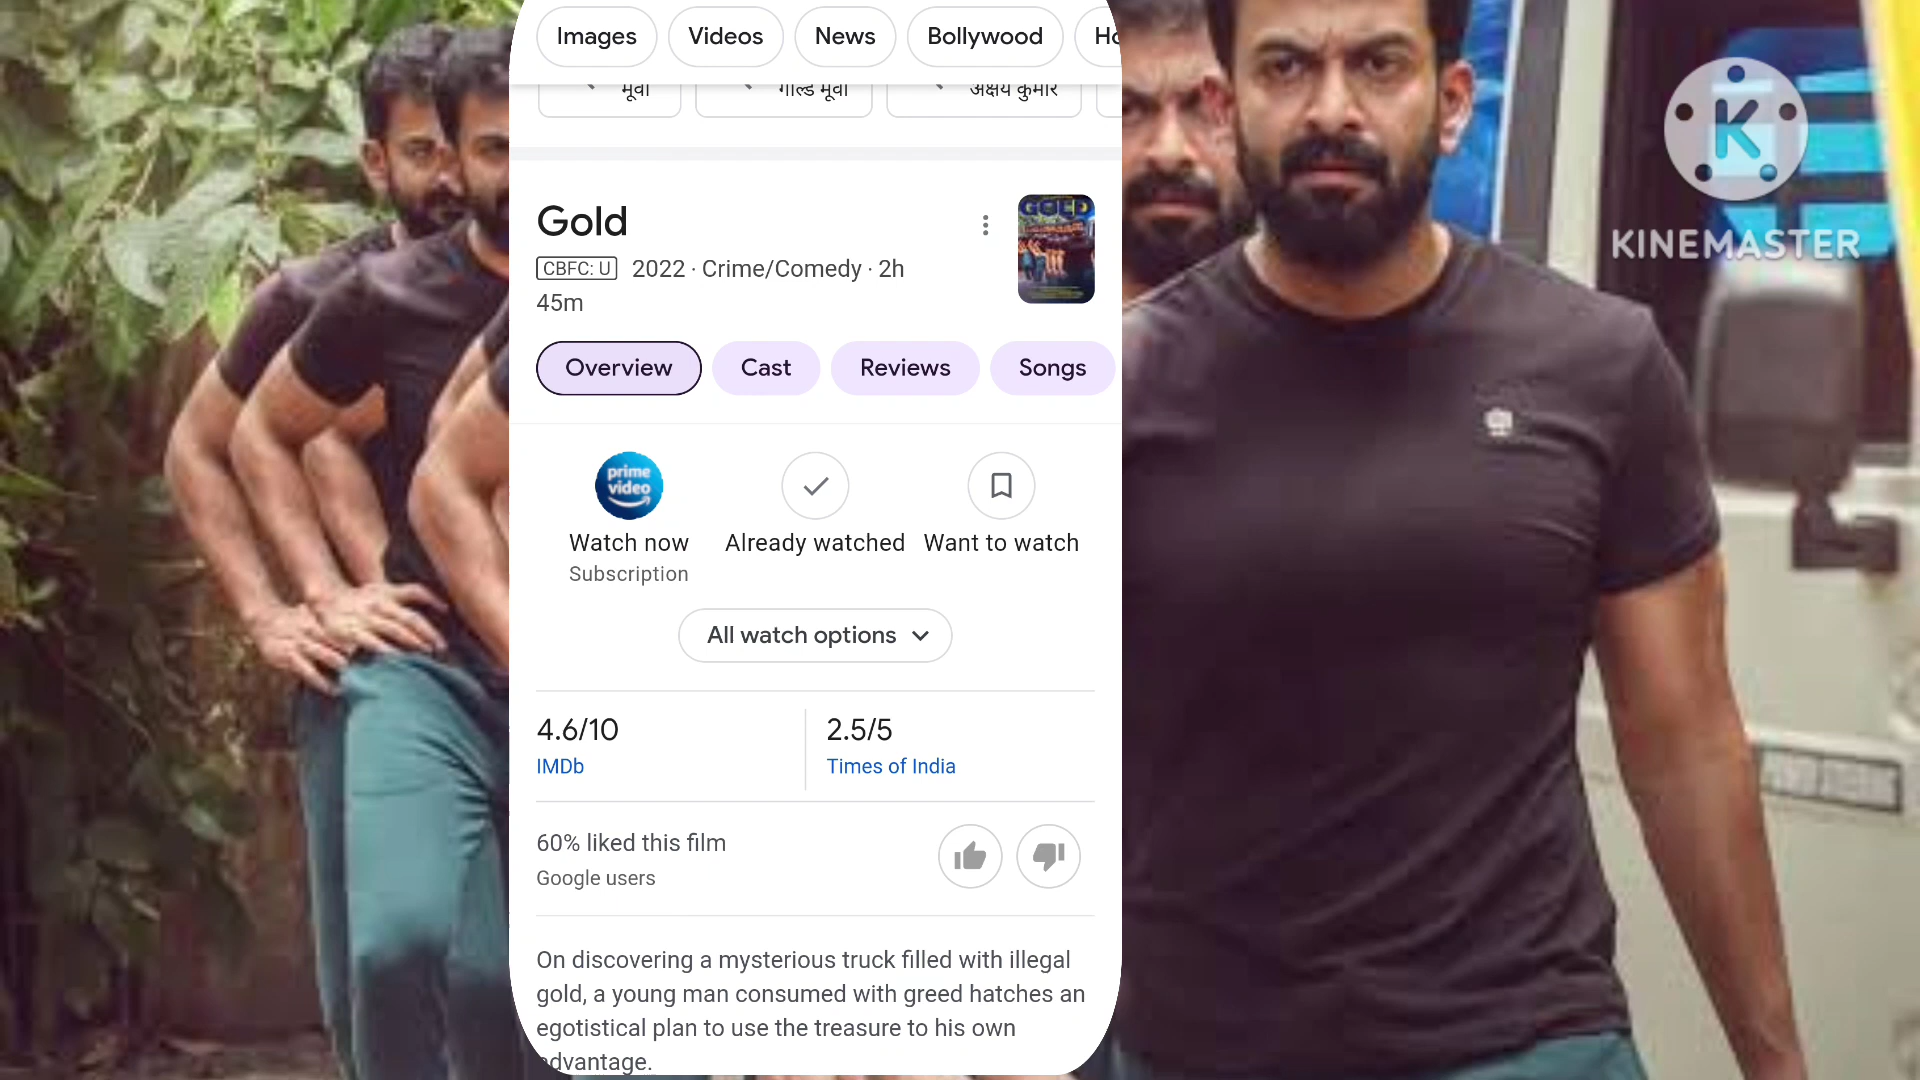 Images Videos News Bollywood Ho
मूवी गोल्ड मूवी अक्षय कुमार
Gold
CBFC: U 2022 · Crime/Comedy · 2h
45m
GOLD
Overview Cast Reviews Songs
prime
video
Watch now Already watched Want to watch
Subscription
All watch options
4.6/10 2.5/5
IMDb Times of India
60% liked this film
Google users
On discovering a mysterious truck filled with illegal
gold, a young man consumed with greed hatches an
egotistical plan to use the treasure to his own
advantage.
K
KINEMASTER